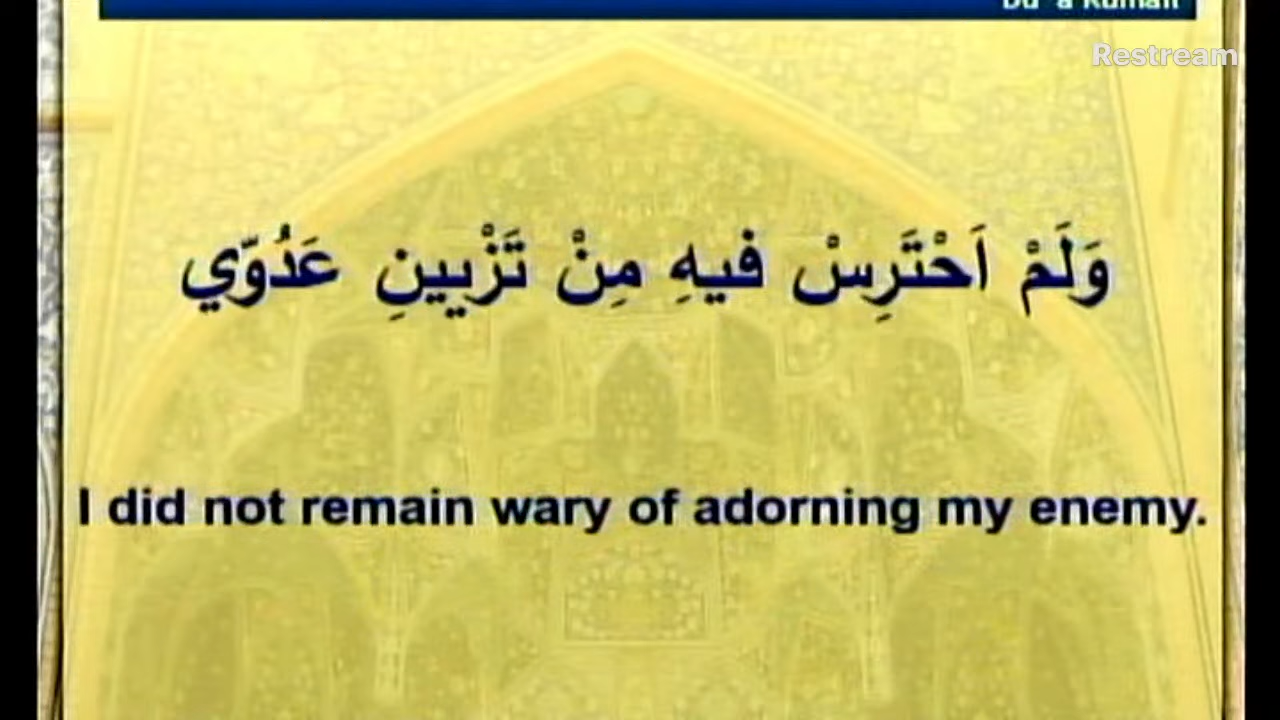 Restream
وَلَمْ اَحْتَرِسْ فيهِ مِنْ تَزْيينِ عَدُوّي
I did not remain wary of adorning my enemy.